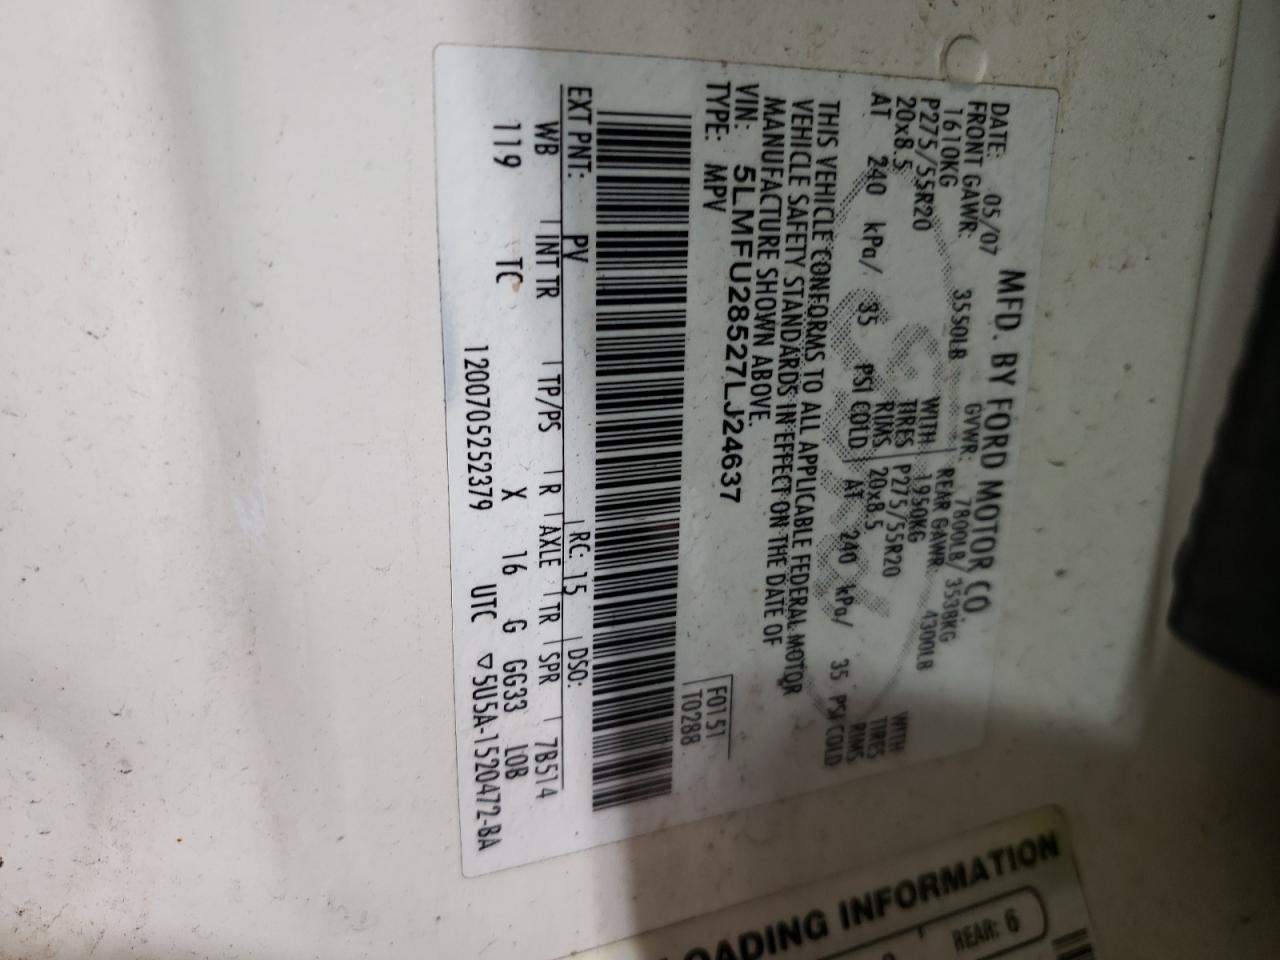 MFD. BY FORD MOTOR CO.
DATE: 05/07 GVWR: 7800LB/ 3538KG
FRONT GAWR: 3550LB REAR GAWR: 4300LB
1610KG WITH 1950KG WITH
P275/55R20 TIRES P275/55R20 TIRES
20x8.5 RIMS 20x8.5 RIMS
AT 240 kPa/ 35 PSI COLD AT 240 kPa/ 35 PSI COLD
THIS VEHICLE CONFORMS TO ALL APPLICABLE FEDERAL MOTOR
VEHICLE SAFETY STANDARDS IN EFFECT ON THE DATE OF
MANUFACTURE SHOWN ABOVE.
VIN: 5LMFU28527LJ24637
TYPE: MPV
F0151
T0288
EXT PNT: PV RC: 15 DSO:
WB INT TR TP/PS R AXLE TR SPR 7B514
119 TC X 16 G GG33 LOB
1200705252379 UTC ▽5U5A-1520472-BA
OADING INFORMATION
REAR: 6